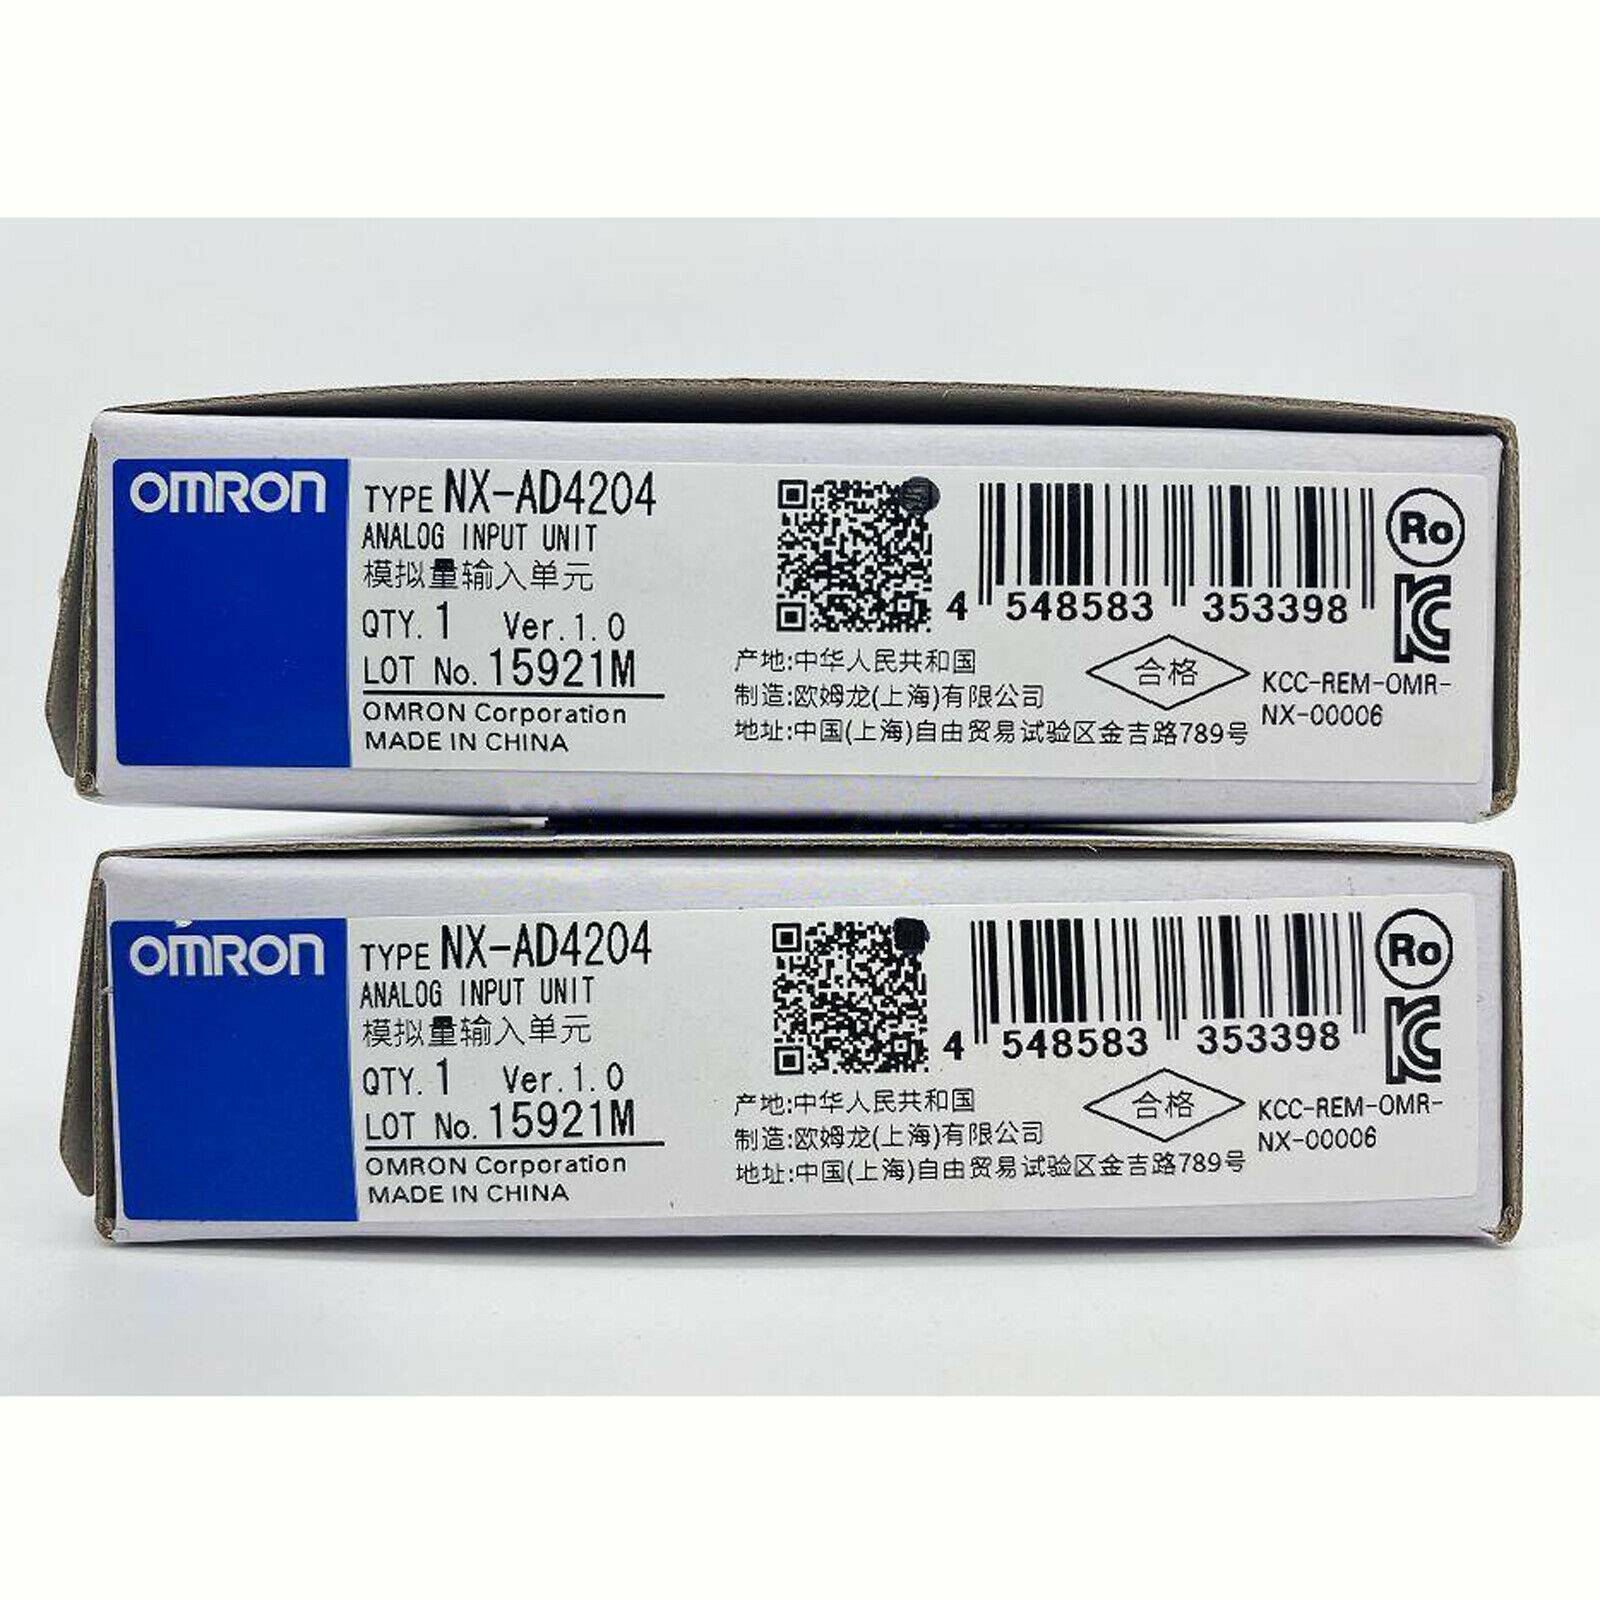 OMRON
TYPE NX-AD4204
ANALOG INPUT UNIT
模拟量输入单元
QTY. 1 Ver.1.0
LOT No. 15921M
OMRON Corporation
MADE IN CHINA
4 548583 353398
产地:中华人民共和国
制造:欧姆龙(上海)有限公司
地址:中国(上海)自由贸易试验区金吉路789号
合格
Ro
KC
KCC-REM-OMR-
NX-00006
OMRON
TYPE NX-AD4204
ANALOG INPUT UNIT
模拟量输入单元
QTY. 1 Ver.1.0
LOT No. 15921M
OMRON Corporation
MADE IN CHINA
4 548583 353398
产地:中华人民共和国
制造:欧姆龙(上海)有限公司
地址:中国(上海)自由贸易试验区金吉路789号
合格
Ro
KC
KCC-REM-OMR-
NX-00006